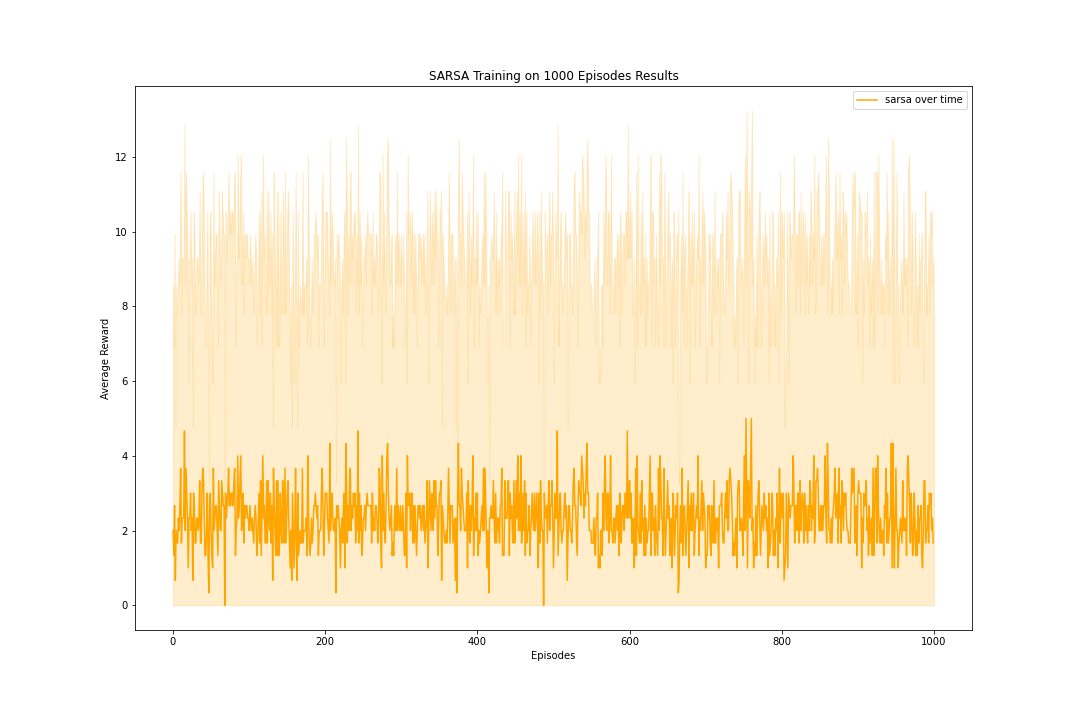 SARSA Training on 1000 Episodes Results
sarsa over time
12
10
8
6
4
2
0
Average Reward
0 200 400 600 800 1000
Episodes